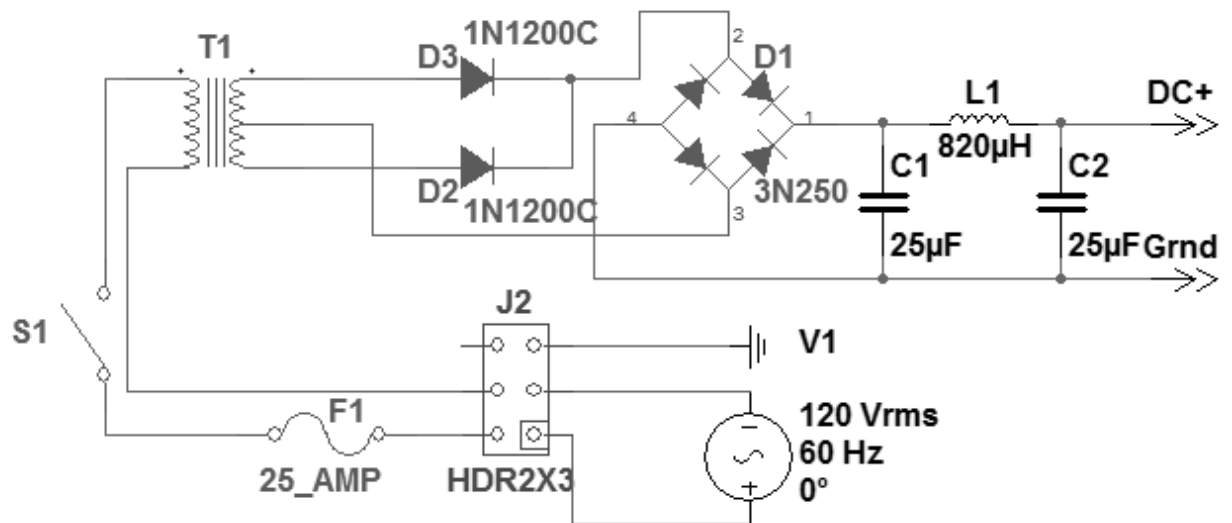 1N1200C
T1
D3
D1
2
4
1
3
L1
DC+
820µH
D2
1N1200C
3N250
C1
C2
25µF
25µF
Grnd
S1
J2
V1
F1
25_AMP
HDR2X3
120 Vrms
60 Hz
0°